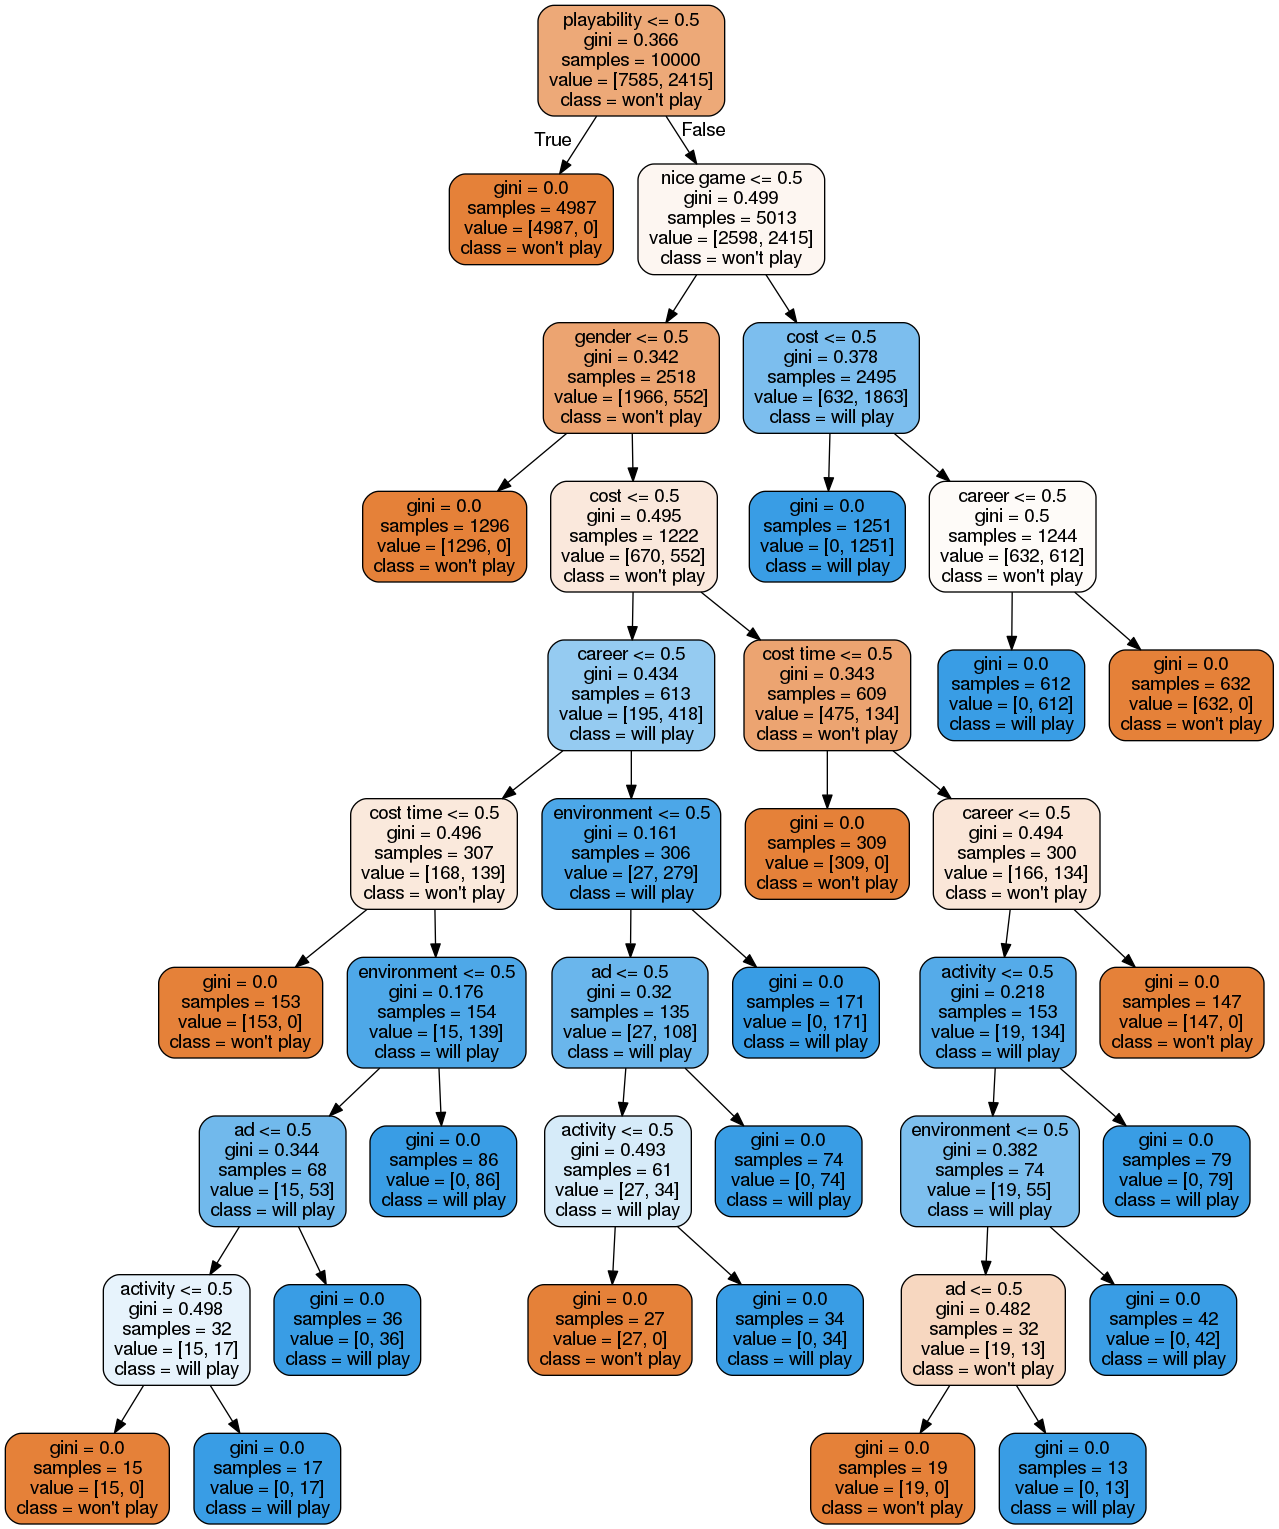 playability <= 0.5
gini = 0.366
samples = 10000
value = [7585, 2415]
class = won't play
True
False
gini = 0.0
samples = 4987
value = [4987, 0]
class = won't play
nice game <= 0.5
gini = 0.499
samples = 5013
value = [2598, 2415]
class = won't play
gender <= 0.5
gini = 0.342
samples = 2518
value = [1966, 552]
class = won't play
cost <= 0.5
gini = 0.378
samples = 2495
value = [632, 1863]
class = will play
gini = 0.0
samples = 1296
value = [1296, 0]
class = won't play
cost <= 0.5
gini = 0.495
samples = 1222
value = [670, 552]
class = won't play
gini = 0.0
samples = 1251
value = [0, 1251]
class = will play
career <= 0.5
gini = 0.5
samples = 1244
value = [632, 612]
class = won't play
career <= 0.5
gini = 0.434
samples = 613
value = [195, 418]
class = will play
cost time <= 0.5
gini = 0.343
samples = 609
value = [475, 134]
class = won't play
gini = 0.0
samples = 612
value = [0, 612]
class = will play
gini = 0.0
samples = 632
value = [632, 0]
class = won't play
cost time <= 0.5
gini = 0.496
samples = 307
value = [168, 139]
class = won't play
environment <= 0.5
gini = 0.161
samples = 306
value = [27, 279]
class = will play
gini = 0.0
samples = 309
value = [309, 0]
class = won't play
career <= 0.5
gini = 0.494
samples = 300
value = [166, 134]
class = won't play
gini = 0.0
samples = 153
value = [153, 0]
class = won't play
environment <= 0.5
gini = 0.176
samples = 154
value = [15, 139]
class = will play
ad <= 0.5
gini = 0.32
samples = 135
value = [27, 108]
class = will play
gini = 0.0
samples = 171
value = [0, 171]
class = will play
activity <= 0.5
gini = 0.218
samples = 153
value = [19, 134]
class = will play
gini = 0.0
samples = 147
value = [147, 0]
class = won't play
ad <= 0.5
gini = 0.344
samples = 68
value = [15, 53]
class = will play
gini = 0.0
samples = 86
value = [0, 86]
class = will play
activity <= 0.5
gini = 0.493
samples = 61
value = [27, 34]
class = will play
gini = 0.0
samples = 74
value = [0, 74]
class = will play
environment <= 0.5
gini = 0.382
samples = 74
value = [19, 55]
class = will play
gini = 0.0
samples = 79
value = [0, 79]
class = will play
activity <= 0.5
gini = 0.498
samples = 32
value = [15, 17]
class = will play
gini = 0.0
samples = 36
value = [0, 36]
class = will play
gini = 0.0
samples = 27
value = [27, 0]
class = won't play
gini = 0.0
samples = 34
value = [0, 34]
class = will play
ad <= 0.5
gini = 0.482
samples = 32
value = [19, 13]
class = won't play
gini = 0.0
samples = 42
value = [0, 42]
class = will play
gini = 0.0
samples = 15
value = [15, 0]
class = won't play
gini = 0.0
samples = 17
value = [0, 17]
class = will play
gini = 0.0
samples = 19
value = [19, 0]
class = won't play
gini = 0.0
samples = 13
value = [0, 13]
class = will play